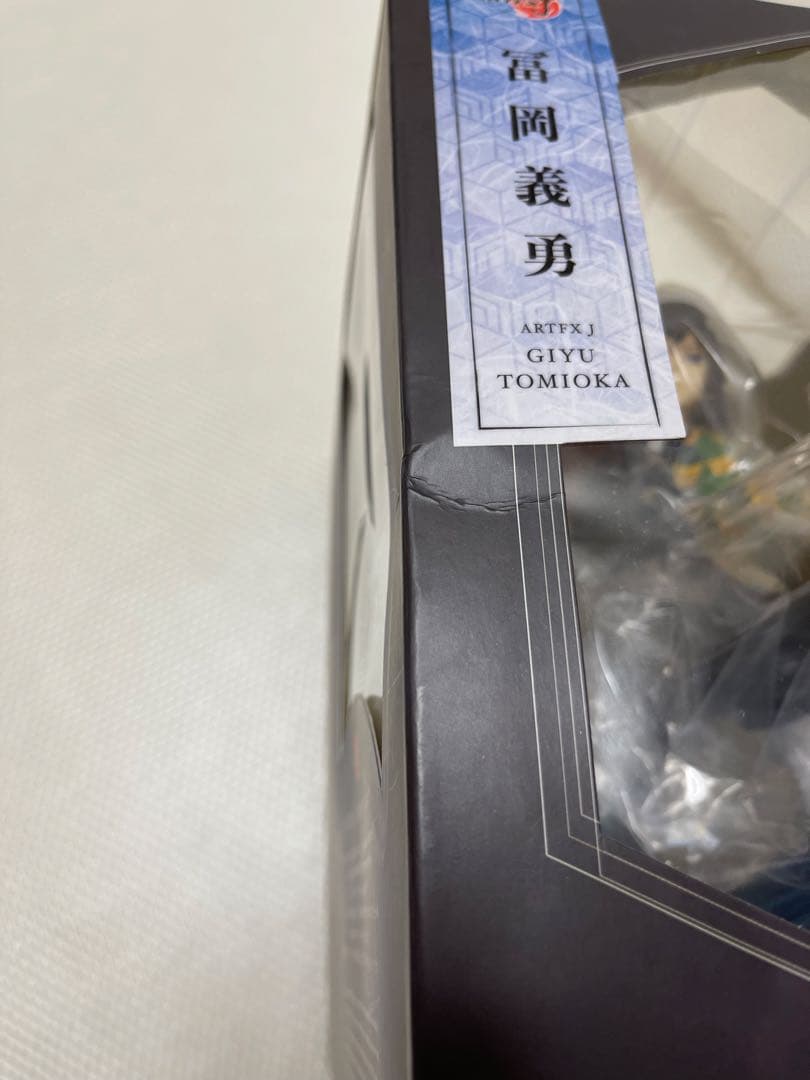 冨岡義勇
ARTFX J
GIYU
TOMIOKA